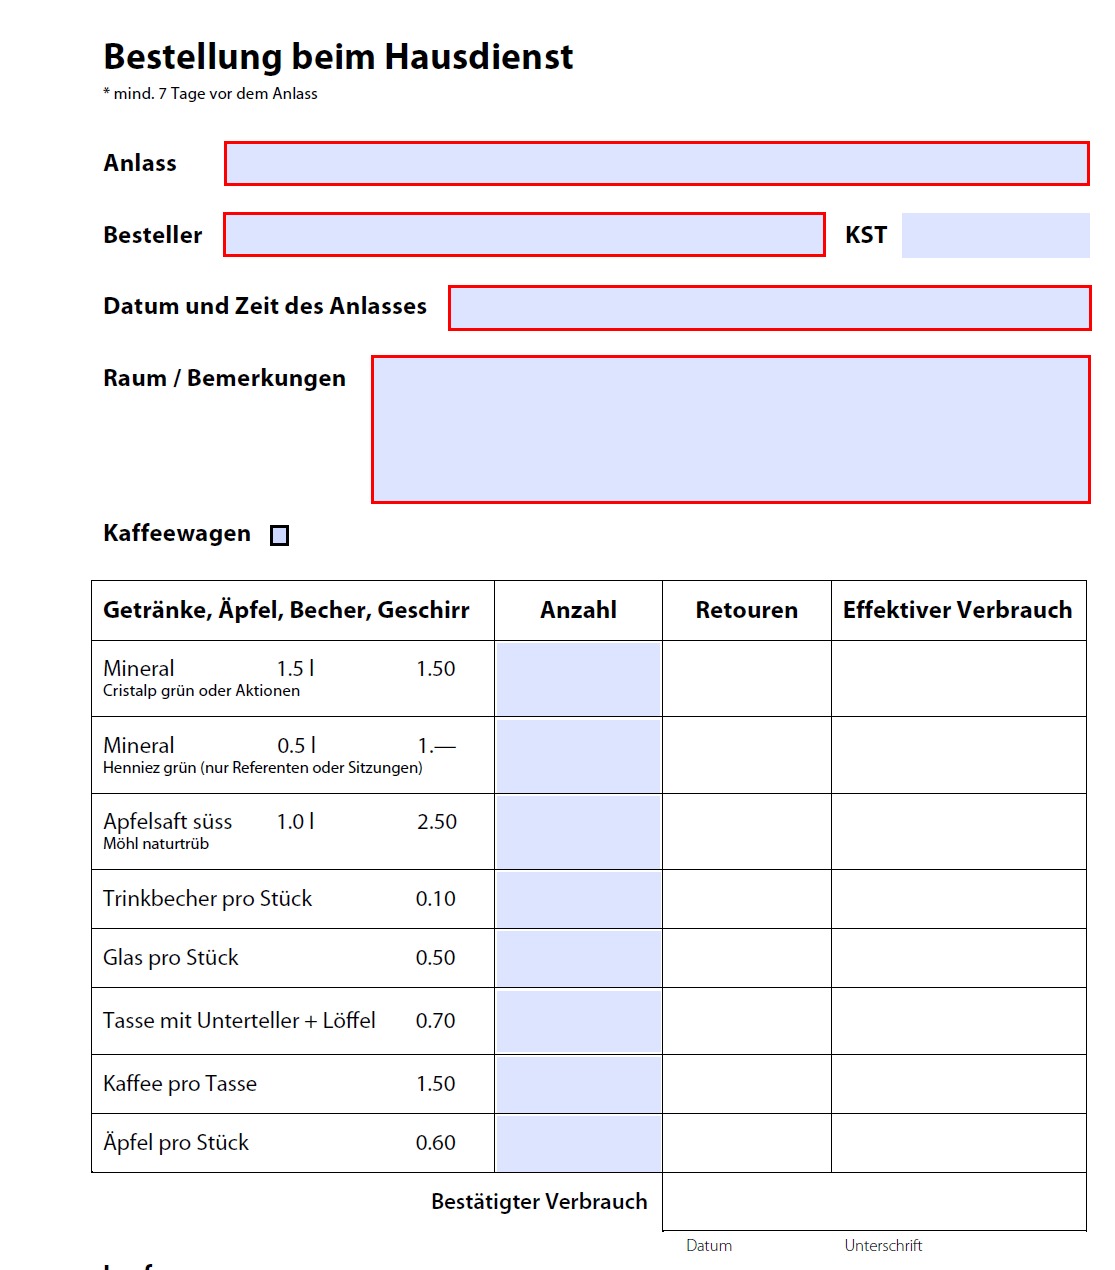 Bestellung beim Hausdienst
* mind. 7 Tage vor dem Anlass
Anlass
Besteller KST
Datum und Zeit des Anlasses
Raum / Bemerkungen
Kaffeewagen
Getränke, Äpfel, Becher, Geschirr Anzahl Retouren Effektiver Verbrauch
Mineral 1.5 l 1.50
Cristalp grün oder Aktionen
Mineral 0.5 l 1.—
Henniez grün (nur Referenten oder Sitzungen)
Apfelsaft süss 1.0 l 2.50
Möhl naturtrüb
Trinkbecher pro Stück 0.10
Glas pro Stück 0.50
Tasse mit Unterteller + Löffel 0.70
Kaffee pro Tasse 1.50
Äpfel pro Stück 0.60
Bestätigter Verbrauch
Datum Unterschrift